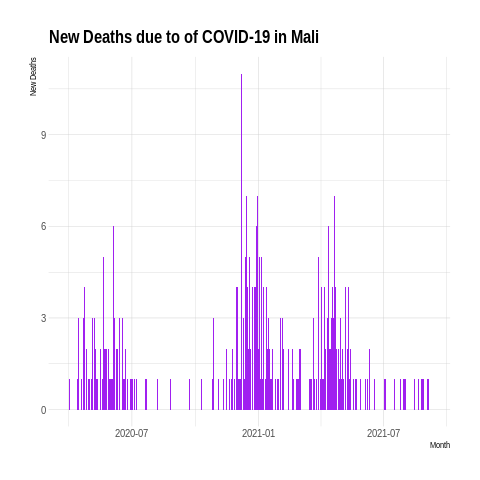 New Deaths due to of COVID-19 in Mali
New Deaths
9
6
3
0
2020-07
2021-01
2021-07
Month